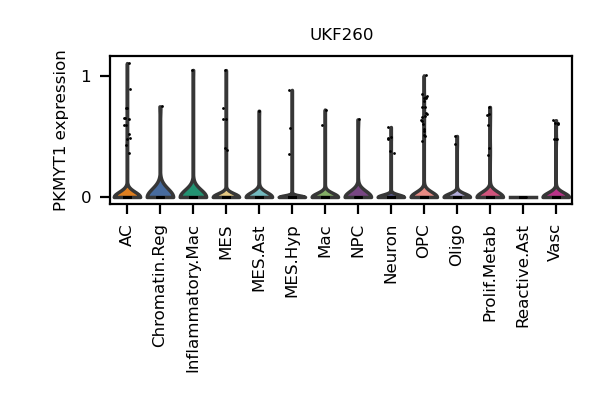 UKF260
PKMYT1 expression
1
0
AC
Chromatin.Reg
Inflammatory.Mac
MES
MES.Ast
MES.Hyp
Mac
NPC
Neuron
OPC
Oligo
Prolif.Metab
Reactive.Ast
Vasc